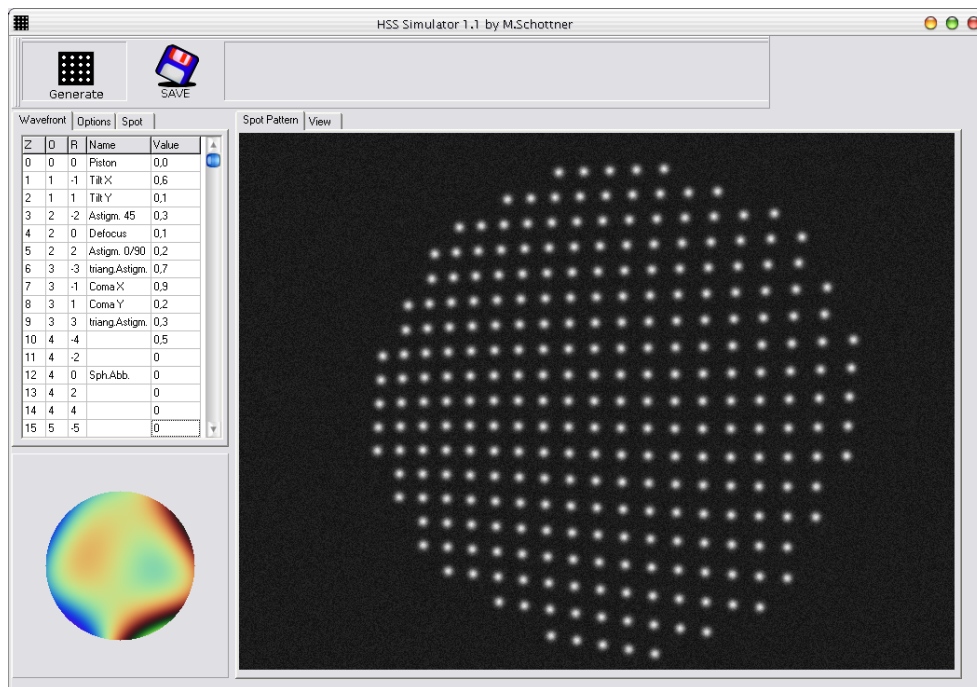 HSS Simulator 1.1 by M.Schottner
Generate SAVE
Wavefront Options Spot
Spot Pattern View
Z O R Name Value
0 0 0 Piston 0,0
1 1 -1 Tilt X 0,6
2 1 1 Tilt Y 0,1
3 2 -2 Astigm. 45 0,3
4 2 0 Defocus 0,1
5 2 2 Astigm. 0/90 0,2
6 3 -3 triang.Astigm. 0,7
7 3 -1 Coma X 0,9
8 3 1 Coma Y 0,2
9 3 3 triang.Astigm. 0,3
10 4 -4 0,5
11 4 -2 0
12 4 0 Sph.Abb. 0
13 4 2 0
14 4 4 0
15 5 -5 0